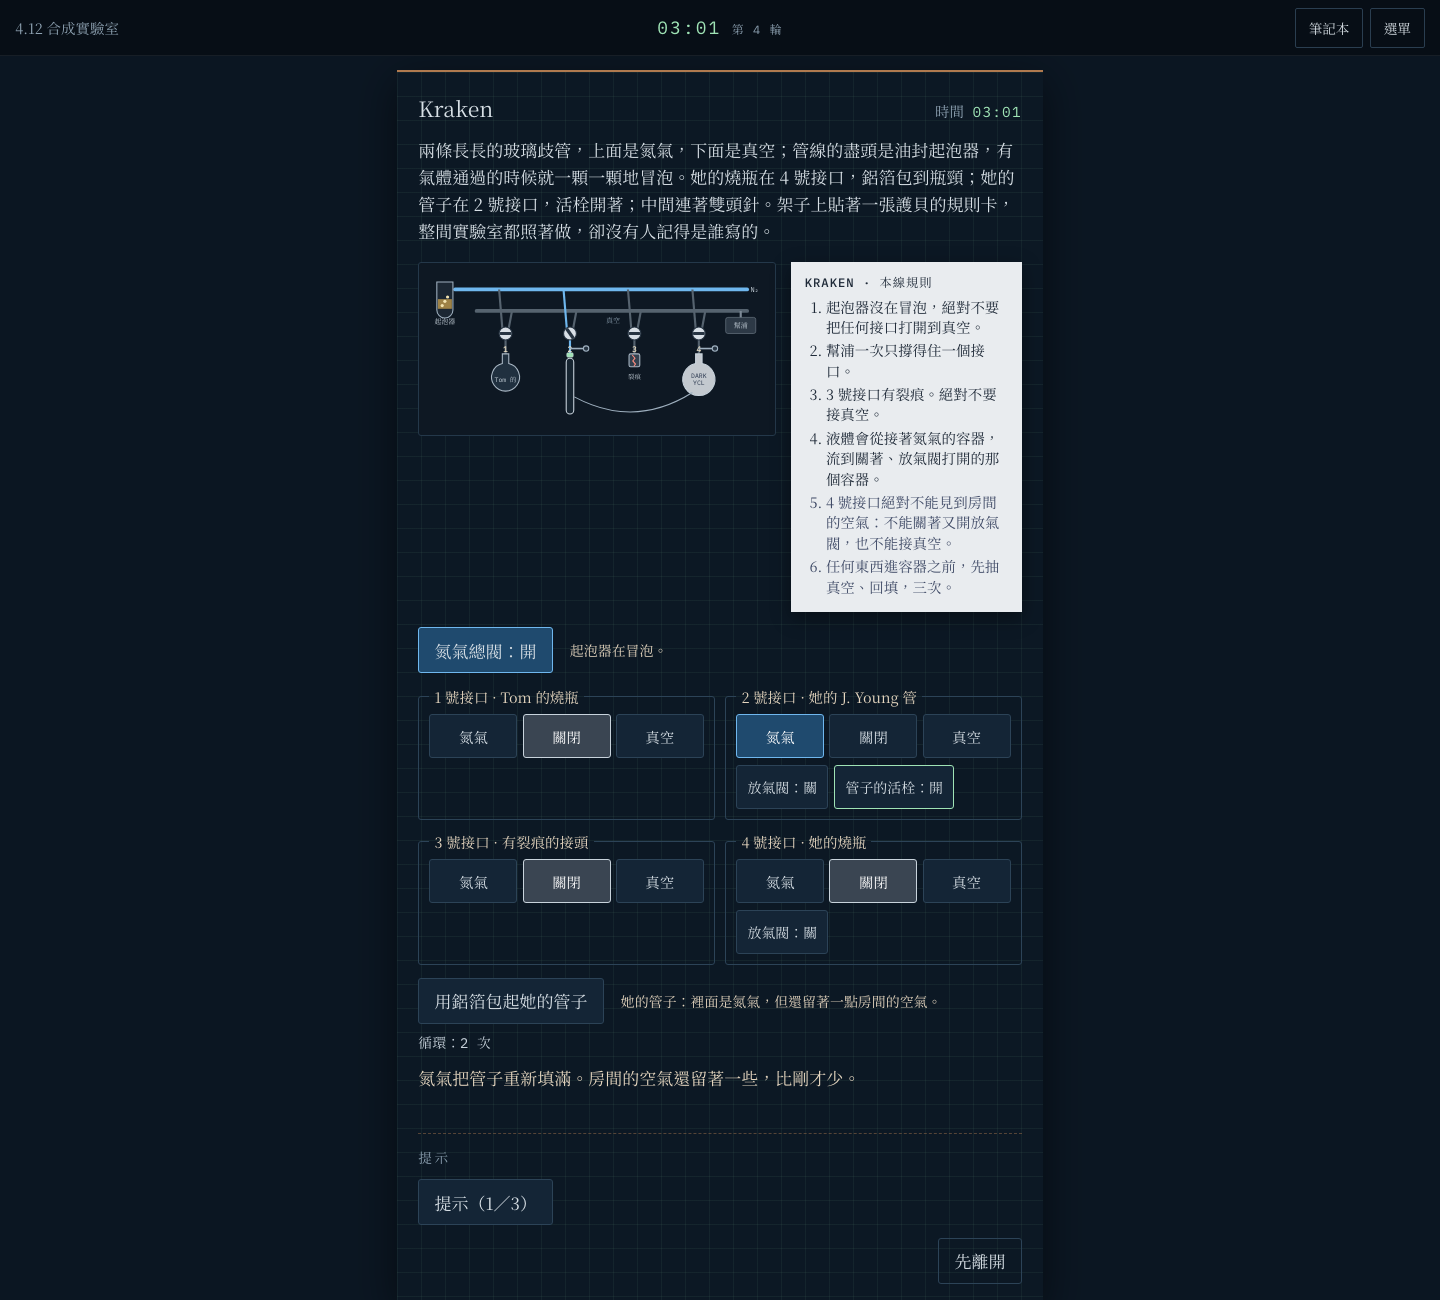 4.12 合成實驗室
03:01 第 4 輪
筆記本
選單
Kraken
時間 03:01
兩條長長的玻璃歧管，上面是氮氣，下面是真空；管線的盡頭是油封起泡器，有
氣體通過的時候就一顆一顆地冒泡。她的燒瓶在 4 號接口，鋁箔包到瓶頸；她的
管子在 2 號接口，活栓開著；中間連著雙頭針。架子上貼著一張護貝的規則卡，
整間實驗室都照著做，卻沒有人記得是誰寫的。
N₂
起泡器
真空
幫浦
1
3
4
Tom 的
裂痕
DARK
YCL
KRAKEN · 本線規則
1. 起泡器沒在冒泡，絕對不要
把任何接口打開到真空。
2. 幫浦一次只撐得住一個接
口。
3. 3 號接口有裂痕。絕對不要
接真空。
4. 液體會從接著氮氣的容器，
流到關著、放氣閥打開的那
個容器。
5. 4 號接口絕對不能見到房間
的空氣：不能關著又開放氣
閥，也不能接真空。
6. 任何東西進容器之前，先抽
真空、回填，三次。
氮氣總閥：開
起泡器在冒泡。
1 號接口 · Tom 的燒瓶
氮氣
關閉
真空
2 號接口 · 她的 J. Young 管
氮氣
關閉
真空
放氣閥：關
管子的活栓：開
3 號接口 · 有裂痕的接頭
氮氣
關閉
真空
4 號接口 · 她的燒瓶
氮氣
關閉
真空
放氣閥：關
用鋁箔包起她的管子
她的管子：裡面是氮氣，但還留著一點房間的空氣。
循環：2 次
氮氣把管子重新填滿。房間的空氣還留著一些，比剛才少。
提示
提示（1／3）
先離開